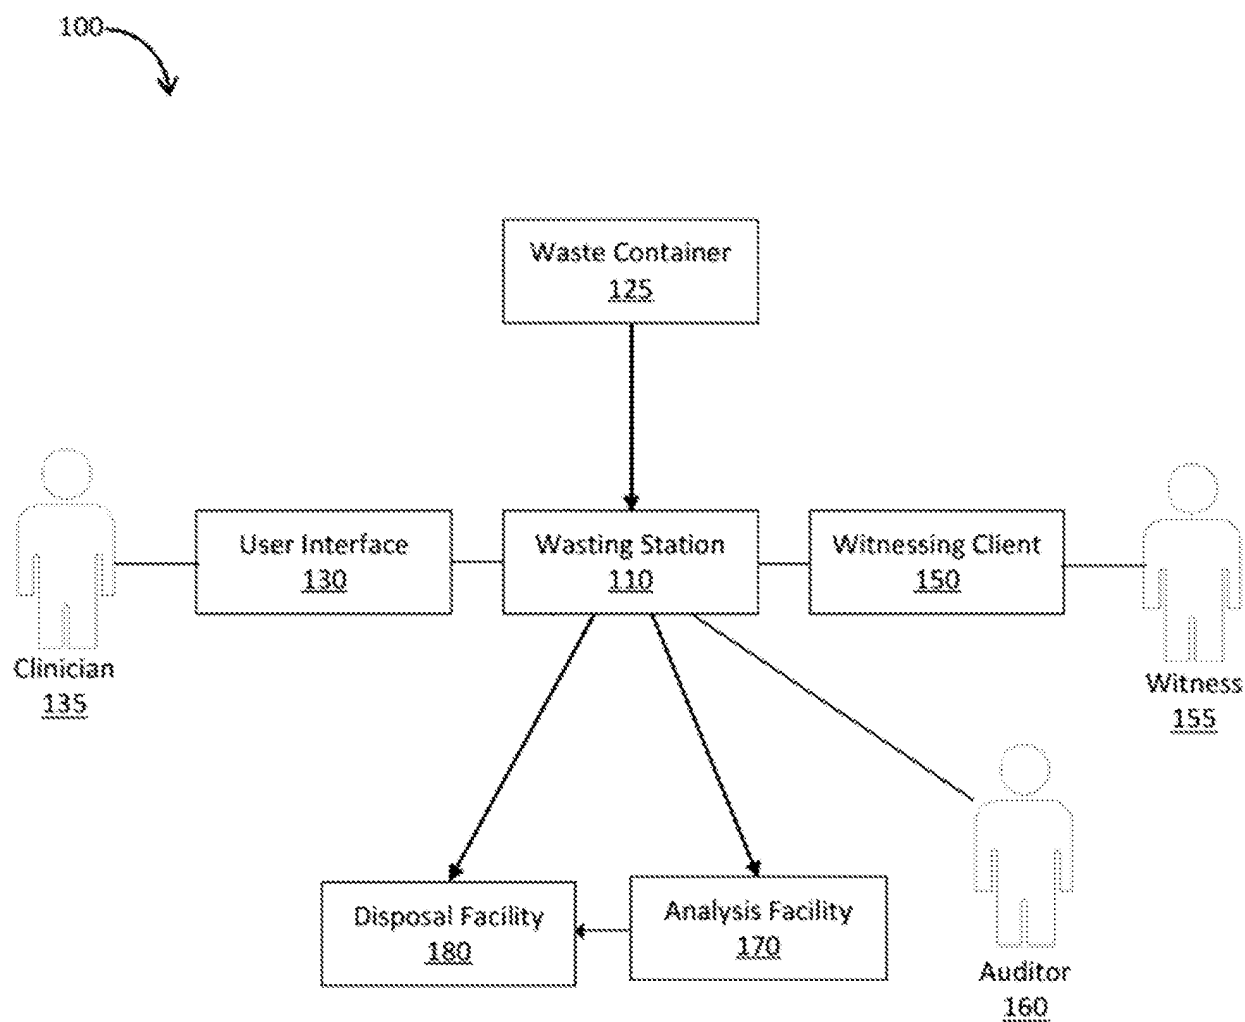 100
Waste Container
125
User Interface
130
Wasting Station
110
Witnessing Client
150
Clinician
135
Witness
155
Disposal Facility
180
Analysis Facility
170
Auditor
160